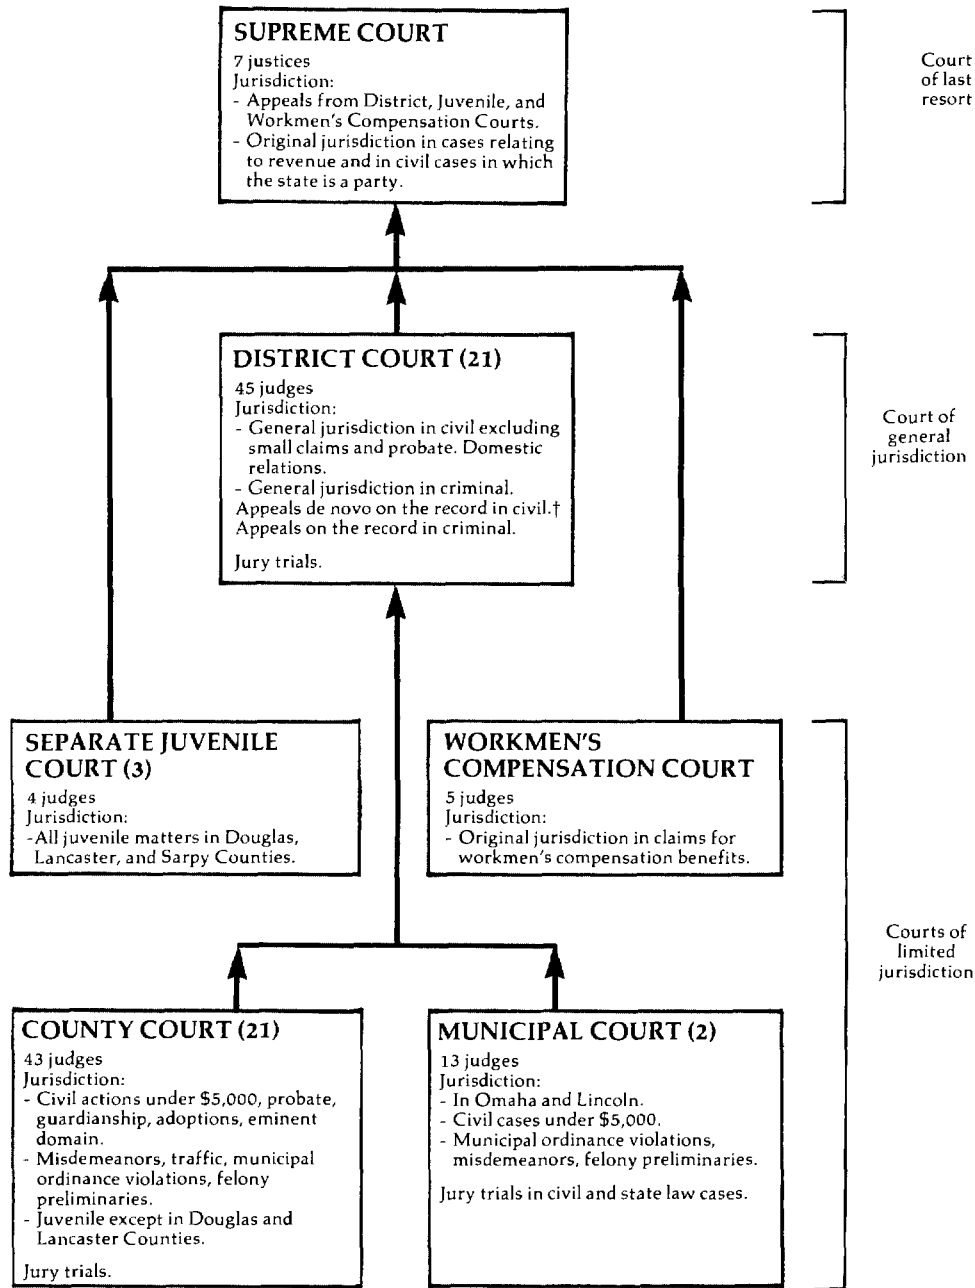 SUPREME COURT
7 justices
Jurisdiction:
- Appeals from District, Juvenile, and
Workmen's Compensation Courts.
- Original jurisdiction in cases relating
to revenue and in civil cases in which
the state is a party.
Court
of last
resort
DISTRICT COURT (21)
45 judges
Jurisdiction:
- General jurisdiction in civil excluding
small claims and probate. Domestic
relations.
- General jurisdiction in criminal.
Appeals de novo on the record in civil.†
Appeals on the record in criminal.
Jury trials.
Court of
general
jurisdiction
SEPARATE JUVENILE
COURT (3)
4 judges
Jurisdiction:
-All juvenile matters in Douglas,
Lancaster, and Sarpy Counties.
WORKMEN'S
COMPENSATION COURT
5 judges
Jurisdiction:
- Original jurisdiction in claims for
workmen's compensation benefits.
Courts of
limited
jurisdiction
COUNTY COURT (21)
43 judges
Jurisdiction:
- Civil actions under $5,000, probate,
guardianship, adoptions, eminent
domain.
- Misdemeanors, traffic, municipal
ordinance violations, felony
preliminaries.
- Juvenile except in Douglas and
Lancaster Counties.
Jury trials.
MUNICIPAL COURT (2)
13 judges
Jurisdiction:
- In Omaha and Lincoln.
- Civil cases under $5,000.
- Municipal ordinance violations,
misdemeanors, felony preliminaries.
Jury trials in civil and state law cases.